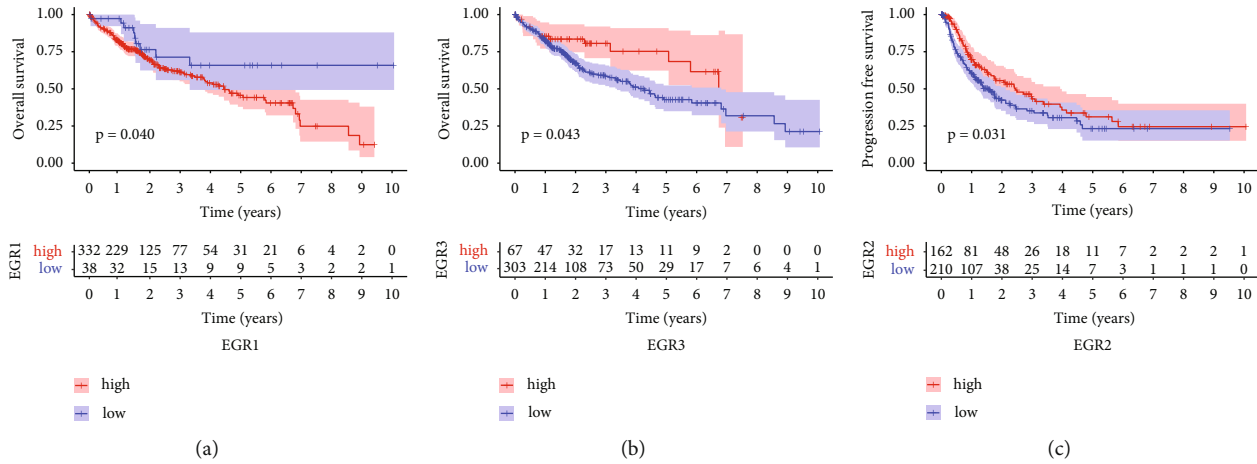 Overall survival
1.00
0.75
0.50
0.25
0.00
p = 0.040
0 1 2 3 4 5 6 7 8 9 10
Time (years)
EGR1
high 332 229 125 77 54 31 21 6 4 2 0
low 38 32 15 13 9 9 5 3 2 2 1
0 1 2 3 4 5 6 7 8 9 10
Time (years)
EGR1
high
low
(a)
Overall survival
1.00
0.75
0.50
0.25
0.00
p = 0.043
0 1 2 3 4 5 6 7 8 9 10
Time (years)
EGR3
high 67 47 32 17 13 11 9 2 0 0 0
low 303 214 108 73 50 29 17 7 6 4 1
0 1 2 3 4 5 6 7 8 9 10
Time (years)
EGR3
high
low
(b)
Progression free survival
1.00
0.75
0.50
0.25
0.00
p = 0.031
0 1 2 3 4 5 6 7 8 9 10
Time (years)
EGR2
high 162 81 48 26 18 11 7 2 2 2 1
low 210 107 38 25 14 7 3 1 1 1 0
0 1 2 3 4 5 6 7 8 9 10
Time (years)
EGR2
high
low
(c)